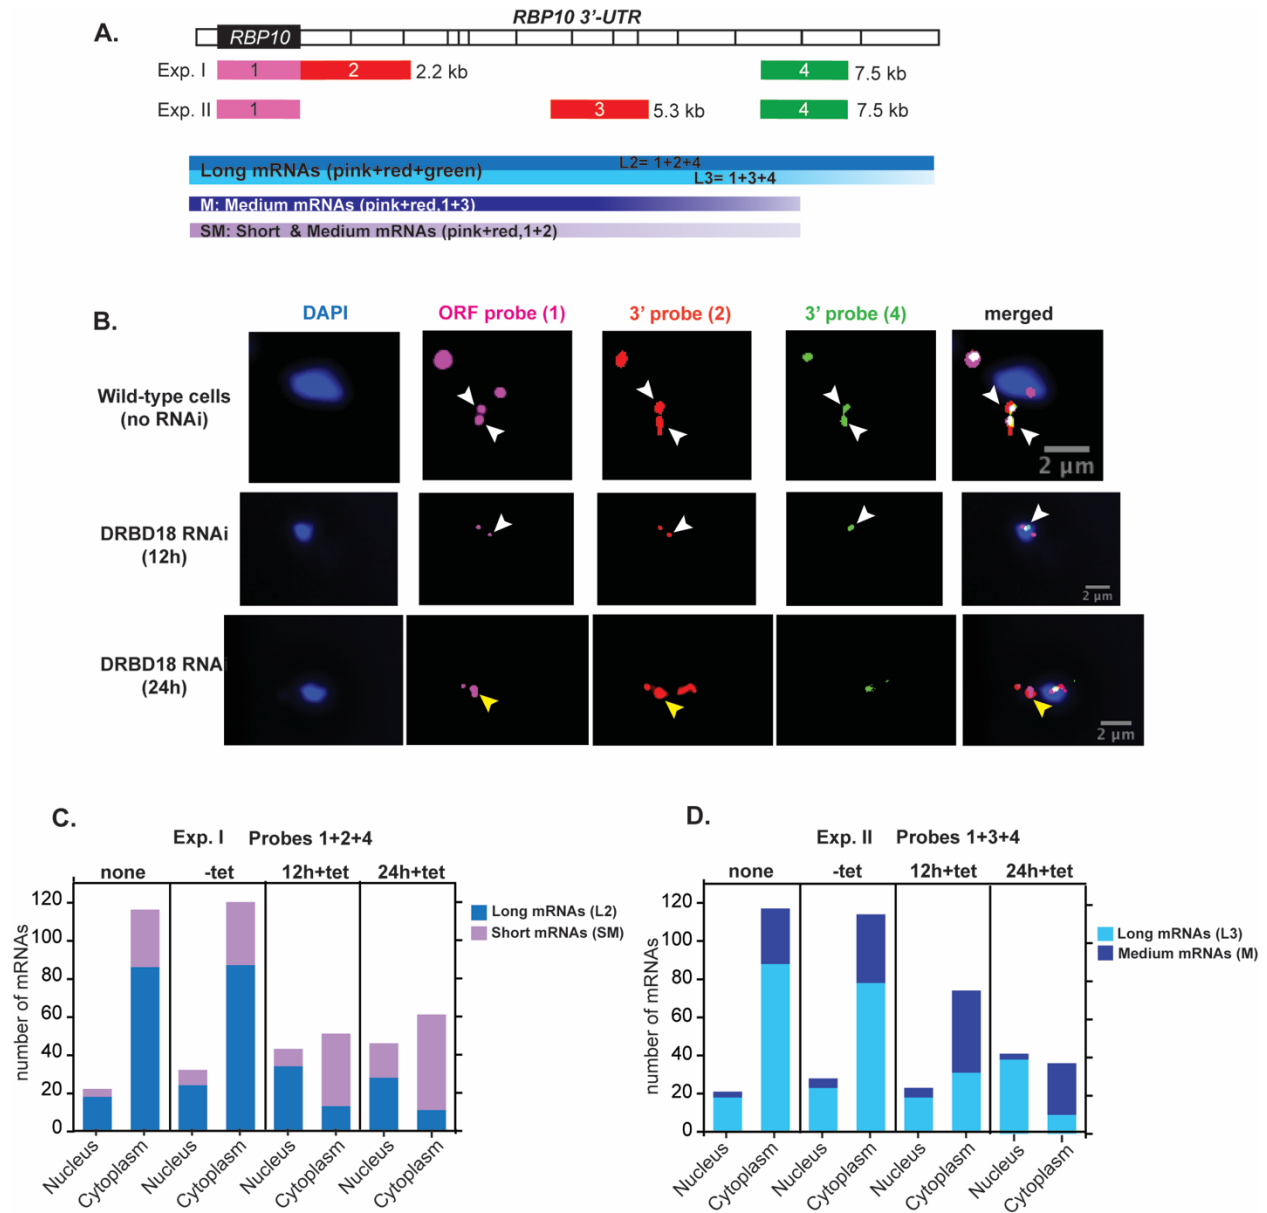 A.
RBP10 3'-UTR
RBP10
Exp. I 1 2 2.2 kb 4 7.5 kb
Exp. II 1 3 5.3 kb 4 7.5 kb
L2= 1+2+4
Long mRNAs (pink+red+green)
L3= 1+3+4
M: Medium mRNAs (pink+red,1+3)
SM: Short & Medium mRNAs (pink+red,1+2)
B.
DAPI ORF probe (1) 3' probe (2) 3' probe (4) merged
Wild-type cells
(no RNAi)
2 µm
DRBD18 RNAi
(12h)
2 µm
DRBD18 RNAi
(24h)
2 µm
C.
Exp. I Probes 1+2+4
none -tet 12h+tet 24h+tet
number of mRNAs
120
100
80
60
40
20
0
Nucleus Cytoplasm Nucleus Cytoplasm Nucleus Cytoplasm Nucleus Cytoplasm
Long mRNAs (L2)
Short mRNAs (SM)
D.
Exp. II Probes 1+3+4
none -tet 12h+tet 24h+tet
number of mRNAs
120
100
80
60
40
20
0
Nucleus Cytoplasm Nucleus Cytoplasm Nucleus Cytoplasm Nucleus Cytoplasm
Long mRNAs (L3)
Medium mRNAs (M)